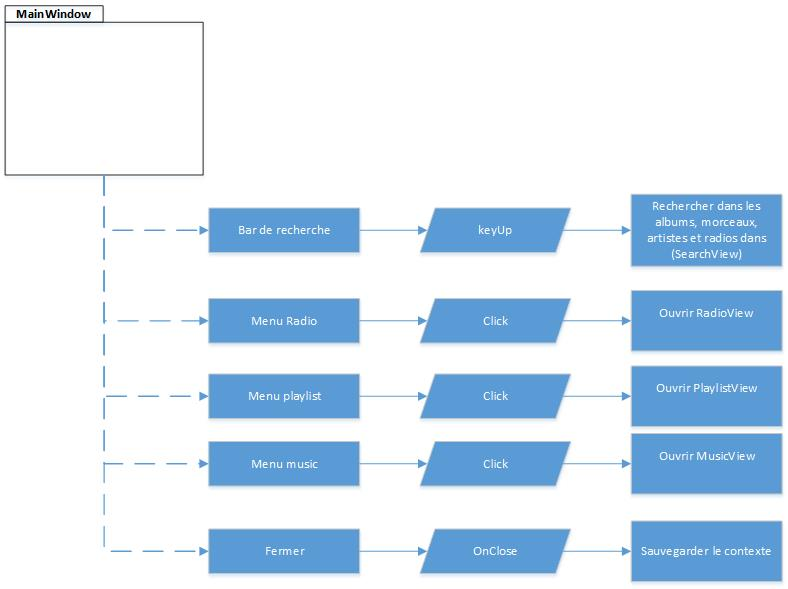 MainWindow
Bar de recherche
keyUp
Rechercher dans les
albums, morceaux,
artistes et radios dans
(SearchView)
Menu Radio
Click
Ouvrir RadioView
Menu playlist
Click
Ouvrir PlaylistView
Menu music
Click
Ouvrir MusicView
Fermer
OnClose
Sauvegarder le contexte